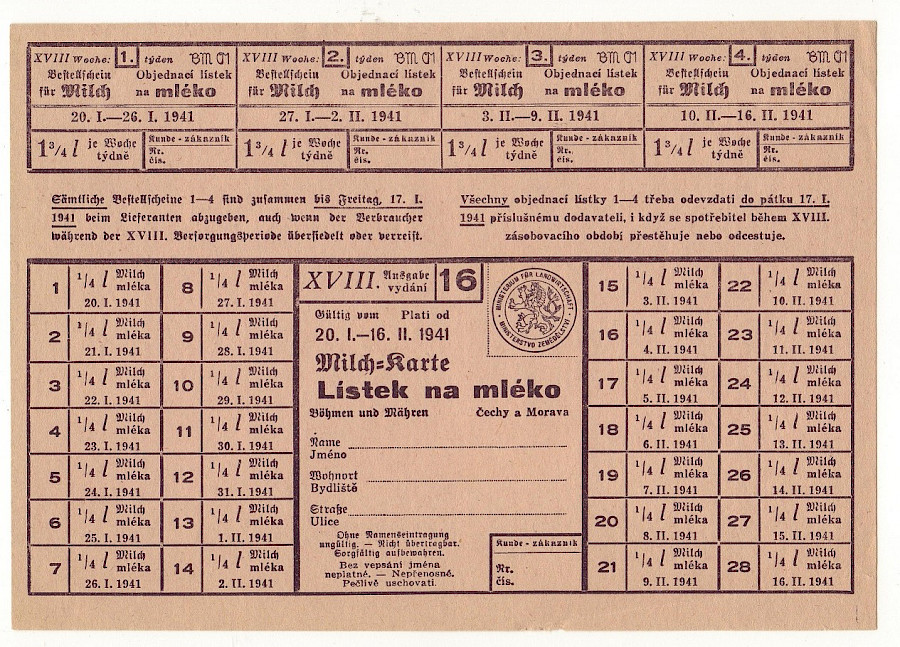 XVIII Woche: 1. týden BM ČM
Bestellschein Objednací lístek
für Milch na mléko
20. I.—26. I. 1941
1 3/4 l je Woche týdně
Kunde - zákazník
Nr.
čís.
XVIII Woche: 2. týden BM ČM
Bestellschein Objednací lístek
für Milch na mléko
27. I.—2. II. 1941
1 3/4 l je Woche týdně
Kunde - zákazník
Nr.
čís.
XVIII Woche: 3. týden BM ČM
Bestellschein Objednací lístek
für Milch na mléko
3. II—9. II. 1941
1 3/4 l je Woche týdně
Kunde - zákazník
Nr.
čís.
XVIII Woche: 4. týden BM ČM
Bestellschein Objednací lístek
für Milch na mléko
10. II.—16. II. 1941
1 3/4 l je Woche týdně
Kunde - zákazník
Nr.
čís.
Sämtliche Bestellscheine 1—4 sind zusammen bis Freitag, 17. I.
1941 beim Lieferanten abzugeben, auch wenn der Verbraucher
während der XVIII. Versorgungsperiode übersiedelt oder verreist.
Všechny objednací lístky 1—4 třeba odevzdati do pátku 17. I.
1941 příslušnému dodavateli, i když se spotřebitel během XVIII.
zásobovacího období přestěhuje nebo odcestuje.
1 1/4 l Milch mléka
20. I. 1941
8 1/4 l Milch mléka
27. I. 1941
2 1/4 l Milch mléka
21. I. 1941
9 1/4 l Milch mléka
28. I. 1941
3 1/4 l Milch mléka
22. I. 1941
10 1/4 l Milch mléka
29. I. 1941
4 1/4 l Milch mléka
23. I. 1941
11 1/4 l Milch mléka
30. I. 1941
5 1/4 l Milch mléka
24. I. 1941
12 1/4 l Milch mléka
31. I. 1941
6 1/4 l Milch mléka
25. I. 1941
13 1/4 l Milch mléka
1. II. 1941
7 1/4 l Milch mléka
26. I. 1941
14 1/4 l Milch mléka
2. II. 1941
XVIII. Ausgabe vydání 16
MINISTERIUM FÜR LANDWIRTSCHAFT
MINISTERSTVO ZEMĚDĚLSTVÍ
Gültig vom Platí od
20. I.—16. II. 1941
Milch-Karte
Lístek na mléko
Böhmen und Mähren Čechy a Morava
Name
Jméno
Wohnort
Bydliště
Straße
Ulice
Ohne Namenseintragung
ungültig. — Nicht übertragbar.
Sorgfältig aufbewahren.
Bez vepsání jména
neplatné. — Nepřenosné.
Pečlivě uschovati.
Kunde - zákazník
Nr.
čís.
15 1/4 l Milch mléka
3. II. 1941
22 1/4 l Milch mléka
10. II. 1941
16 1/4 l Milch mléka
4. II. 1941
23 1/4 l Milch mléka
11. II. 1941
17 1/4 l Milch mléka
5. II. 1941
24 1/4 l Milch mléka
12. II. 1941
18 1/4 l Milch mléka
6. II. 1941
25 1/4 l Milch mléka
13. II. 1941
19 1/4 l Milch mléka
7. II. 1941
26 1/4 l Milch mléka
14. II. 1941
20 1/4 l Milch mléka
8. II. 1941
27 1/4 l Milch mléka
15. II. 1941
21 1/4 l Milch mléka
9. II. 1941
28 1/4 l Milch mléka
16. II. 1941